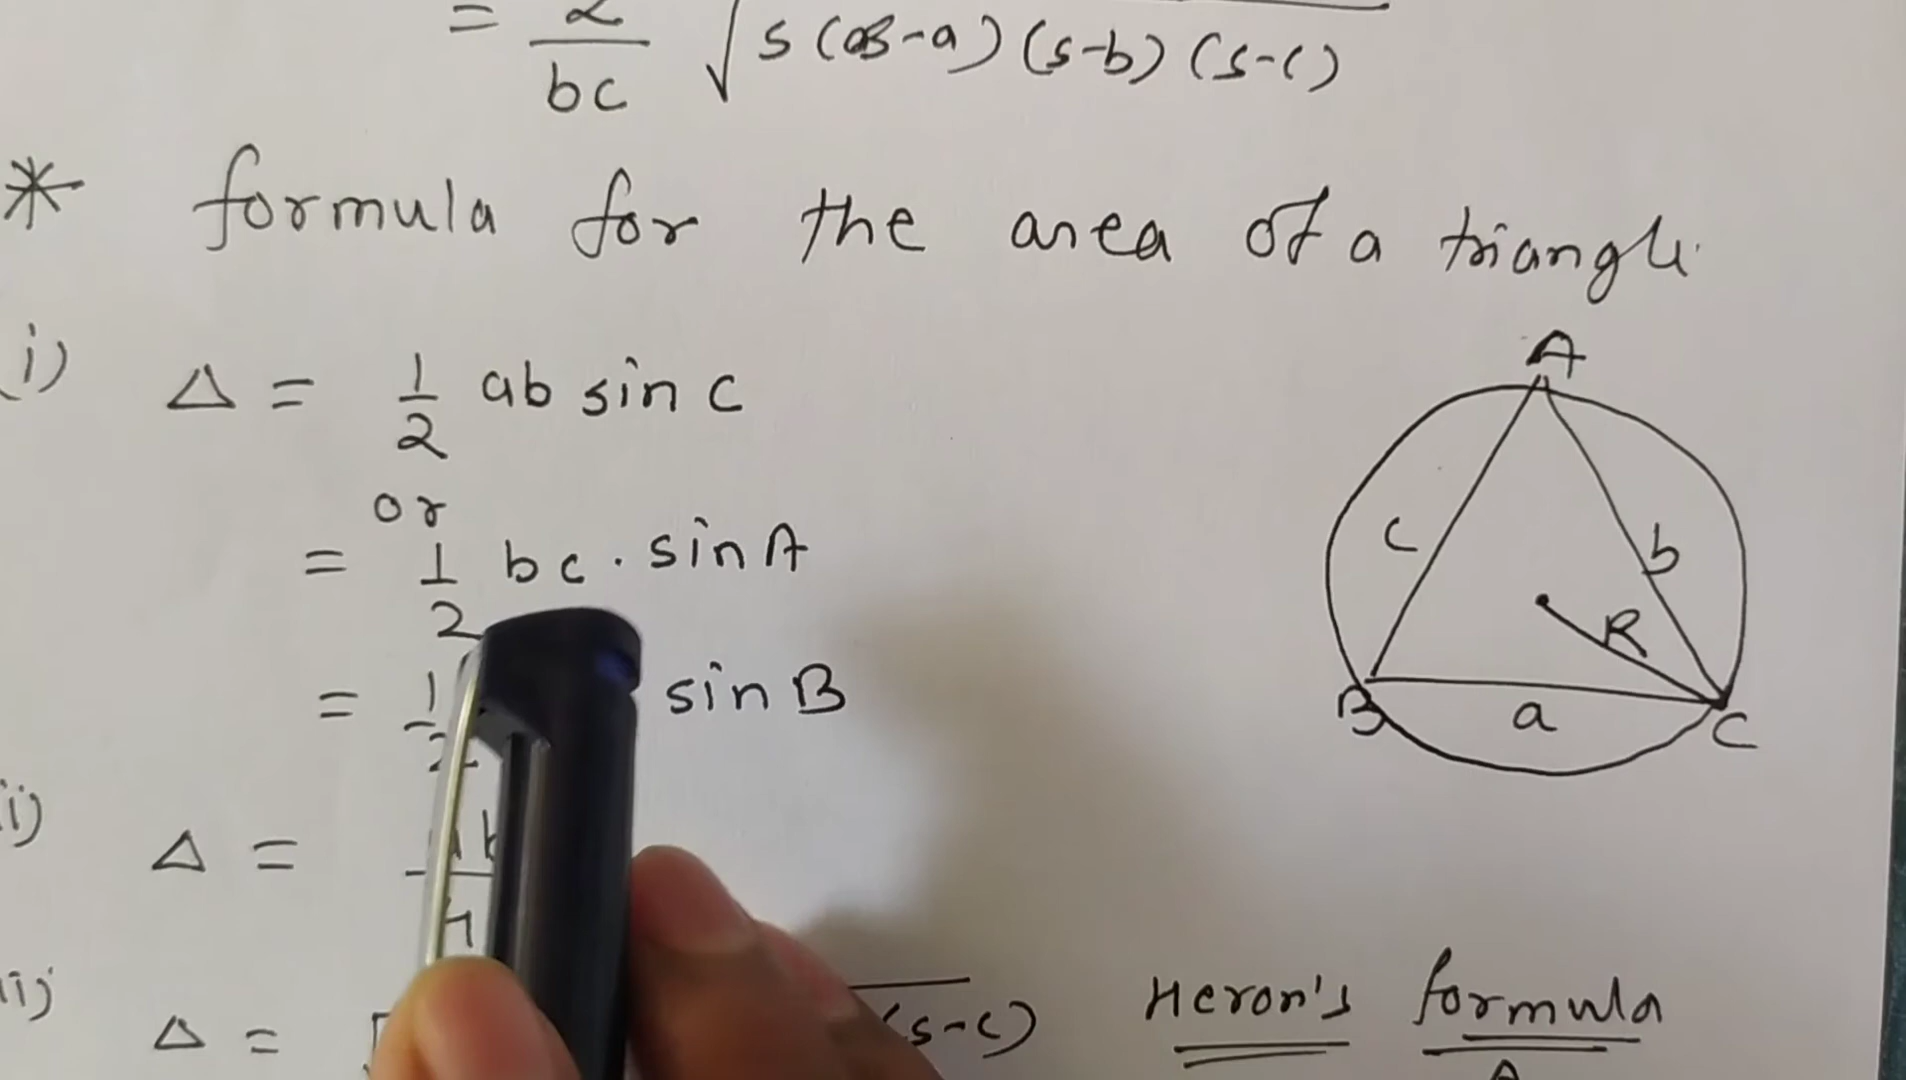 = 2/bc √s(s-a)(s-b)(s-c)
* formula for the area of a triangle.
i) Δ = 1/2 ab sin C
or
= 1/2 bc . sin A
= 1/2 sin B
ii) Δ =
iii) Δ = √ (s-c) Heron's formula
A
c
b
R
B
a
C